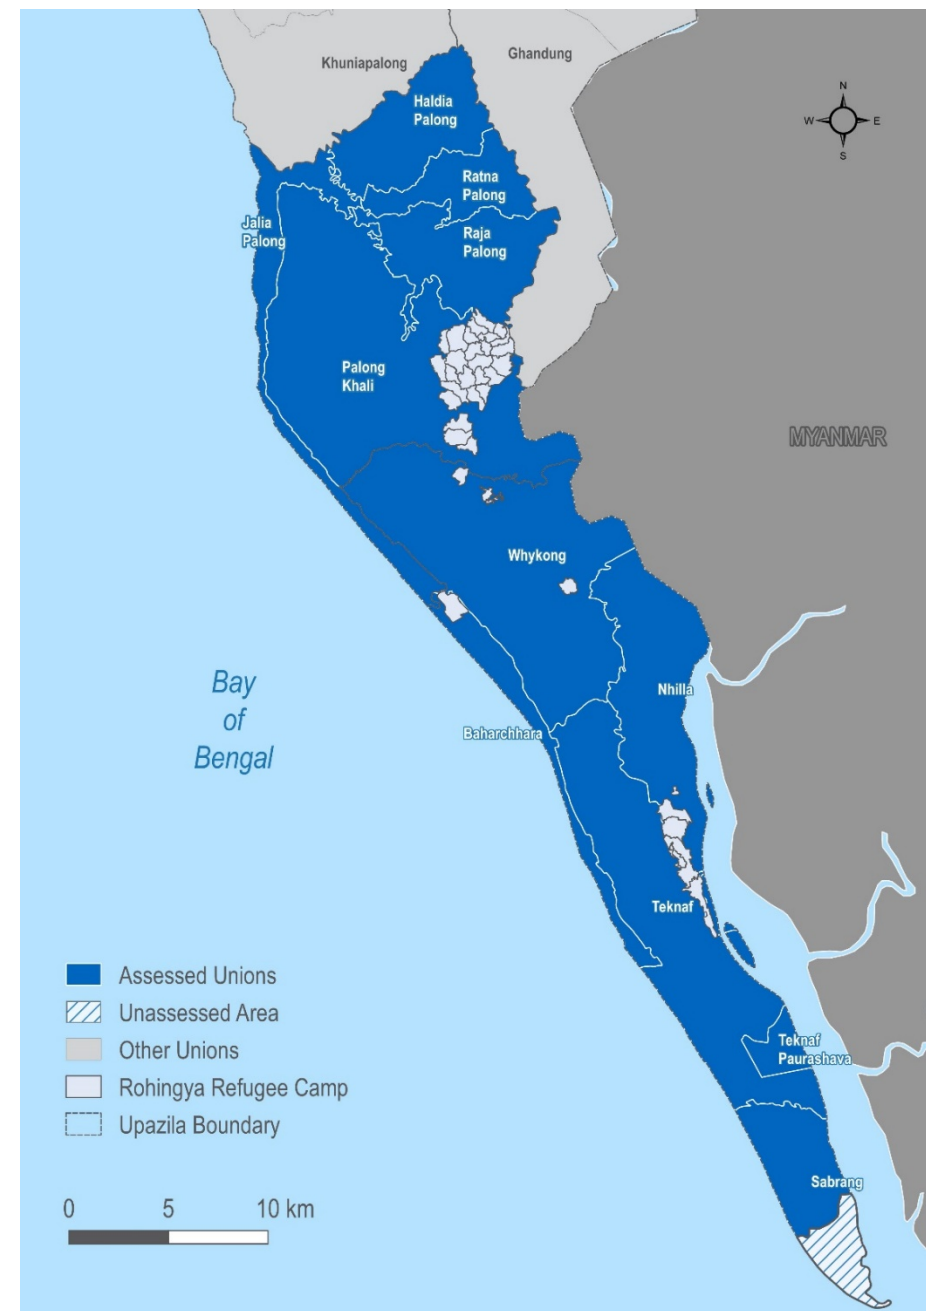 Khuniapalong
Ghandung
Haldia
Palong
N
W
E
S
Ratna
Palong
Jalia
Palong
Raja
Palong
Palong
Khali
MYANMAR
Whykong
Bay
of
Bengal
Nhilla
Baharchhara
Teknaf
Assessed Unions
Unassessed Area
Other Unions
Rohingya Refugee Camp
Upazila Boundary
Teknaf
Paurashava
Sabrang
0 5 10 km